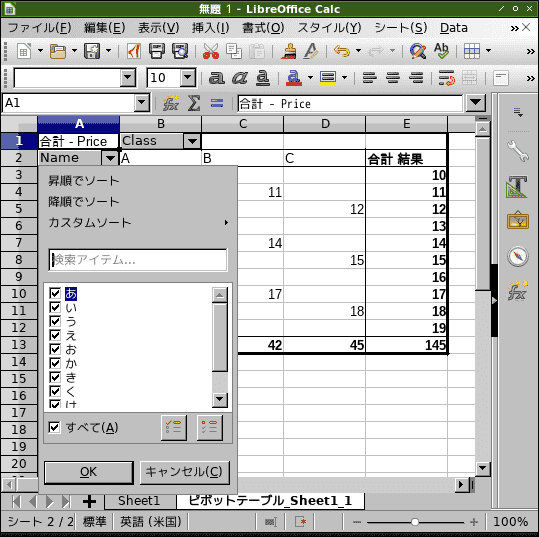 無題 1 - LibreOffice Calc
ファイル(F) 編集(E) 表示(V) 挿入(I) 書式(O) スタイル(Y) シート(S) Data
10
A1 合計 - Price
A B C D E
1 合計 - Price Class
2 Name A B C 合計 結果
3 10
4 11 11
5 12 12
6 13
7 14 14
8 15 15
9 16
10 17 17
11 18 18
12 19
13 42 45 145
14
15
16
17
18
19
20
昇順でソート
降順でソート
カスタムソート
検索アイテム...
あ
い
う
え
お
か
き
く
け
すべて(A)
OK キャンセル(C)
Sheet1 ピボットテーブル_Sheet1_1
シート 2 / 2 標準 英語 (米国) 100%